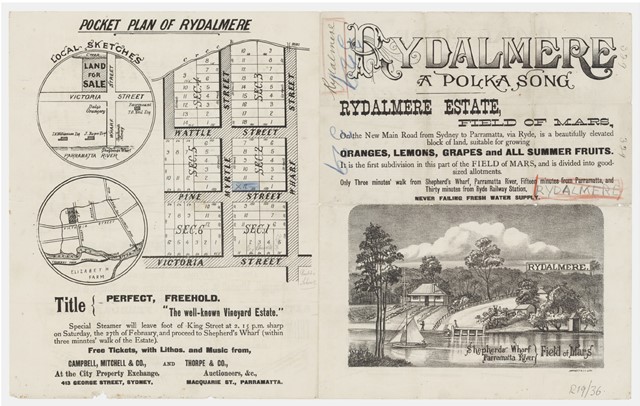 POCKET PLAN OF RYDALMERE
LOCAL SKETCHES
LAND
FOR
SALE
VICTORIA STREET
PARRAMATTA RIVER
ELIZABETH
FARM
SEC.4
STREET
SEC.3
WATTLE STREET
MYRTLE
SEC.2
STREET
WHARF
PINE STREET
SEC.6
SEC.1
VICTORIA STREET
Title { PERFECT, FREEHOLD.
"The well-known Vineyard Estate."
Special Steamer will leave foot of King Street at 2.15 p.m. sharp
on Saturday, the 27th of February, and proceed to Shepherd's Wharf (within
three minutes' walk of the Estate).
Free Tickets, with Lithos. and Music from,
CAMPBELL, MITCHELL & CO., AND THORPE & CO.,
At the City Property Exchange. Auctioneers, &c.,
413 GEORGE STREET, SYDNEY. MACQUARIE ST., PARRAMATTA.
Rydalmere
RYDALMERE
A POLKA SONG
RYDALMERE ESTATE,
FIELD OF MARS.
On the New Main Road from Sydney to Parramatta, via Ryde, is a beautifully elevated
block of land, suitable for growing
ORANGES, LEMONS, GRAPES and ALL SUMMER FRUITS.
It is the first subdivision in this part of the FIELD OF MARS, and is divided into good-
sized allotments.
Only Three minutes' walk from Shepherd's Wharf, Parramatta River, Fifteen minutes from Parramatta, and
Thirty minutes from Ryde Railway Station.
RYDALMERE
NEVER FAILING FRESH WATER SUPPLY.
RYDALMERE.
Shepherds' Wharf
Parramatta River
Field of Mars
R19/36